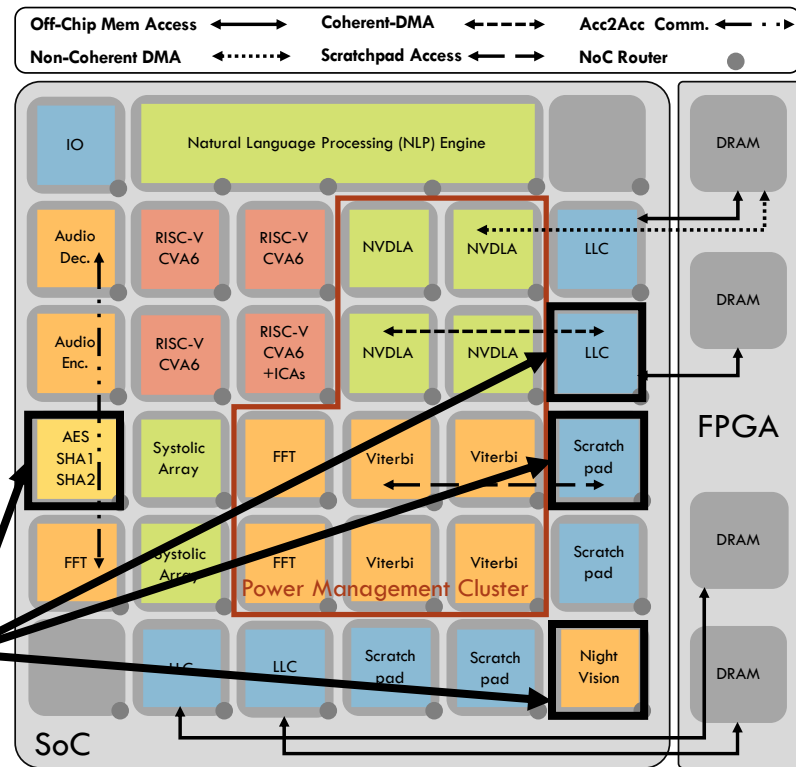 Off-Chip Mem Access
Coherent-DMA
Acc2Acc Comm.
Non-Coherent DMA
Scratchpad Access
NoC Router
IO
Natural Language Processing (NLP) Engine
DRAM
Audio
Dec.
RISC-V
CVA6
RISC-V
CVA6
NVDLA
NVDLA
LLC
DRAM
Audio
Enc.
RISC-V
CVA6
RISC-V
CVA6
+ICAs
NVDLA
NVDLA
LLC
FPGA
AES
SHA1
SHA2
Systolic
Array
FFT
Viterbi
Viterbi
Scratch
pad
DRAM
FFT
Systolic
Array
FFT
Viterbi
Viterbi
Scratch
pad
Power Management Cluster
LLC
LLC
Scratch
pad
Scratch
pad
Night
Vision
DRAM
SoC